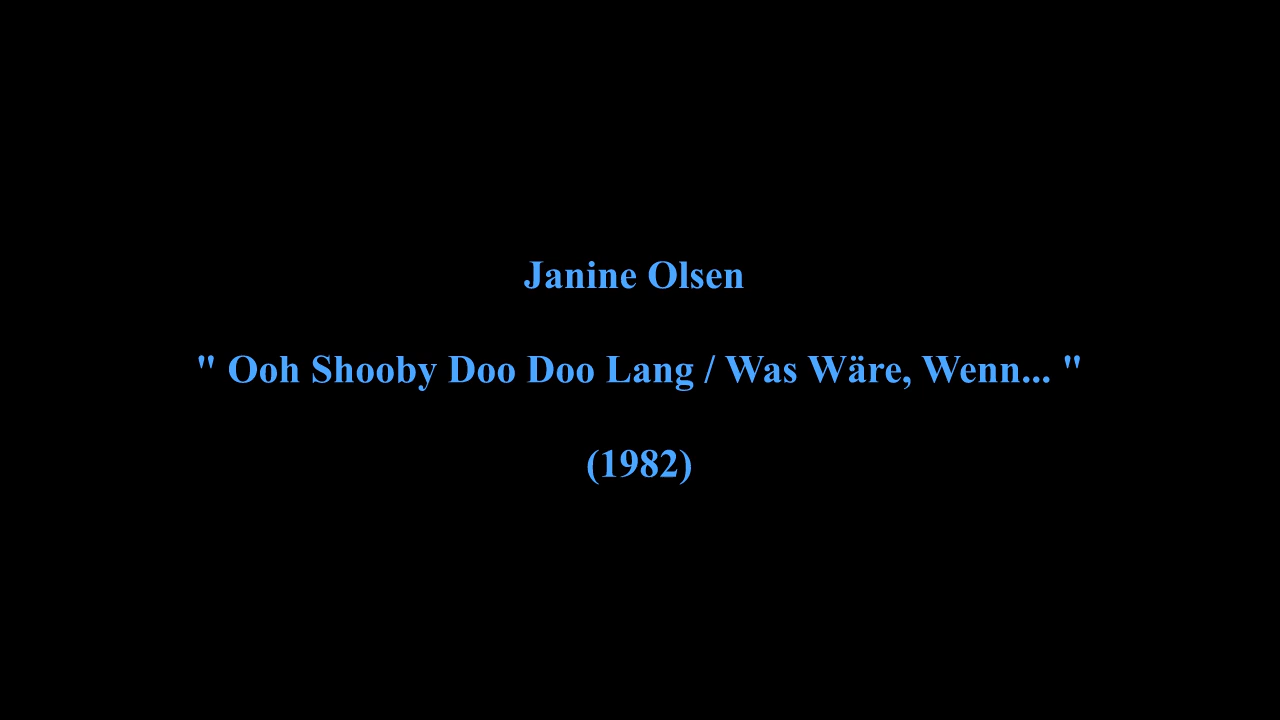 Janine Olsen
" Ooh Shooby Doo Doo Lang / Was Wäre, Wenn... "
(1982)